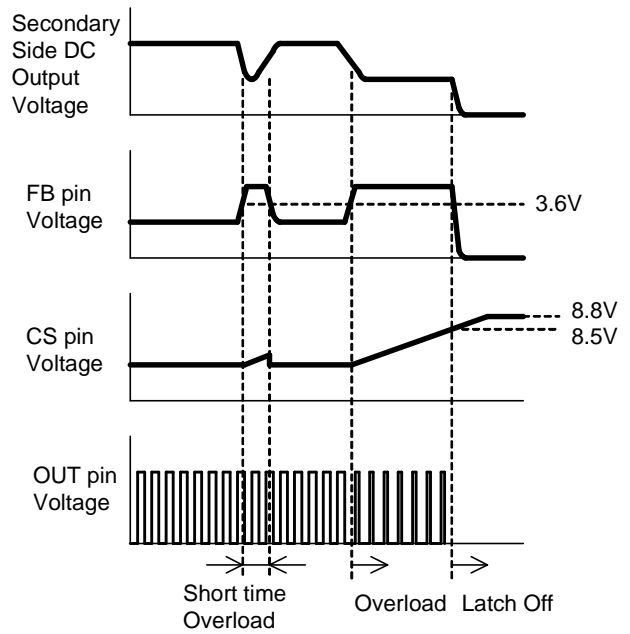 Secondary
Side DC
Output
Voltage
FB pin
Voltage
3.6V
CS pin
Voltage
8.8V
8.5V
OUT pin
Voltage
Short time
Overload
Overload
Latch Off